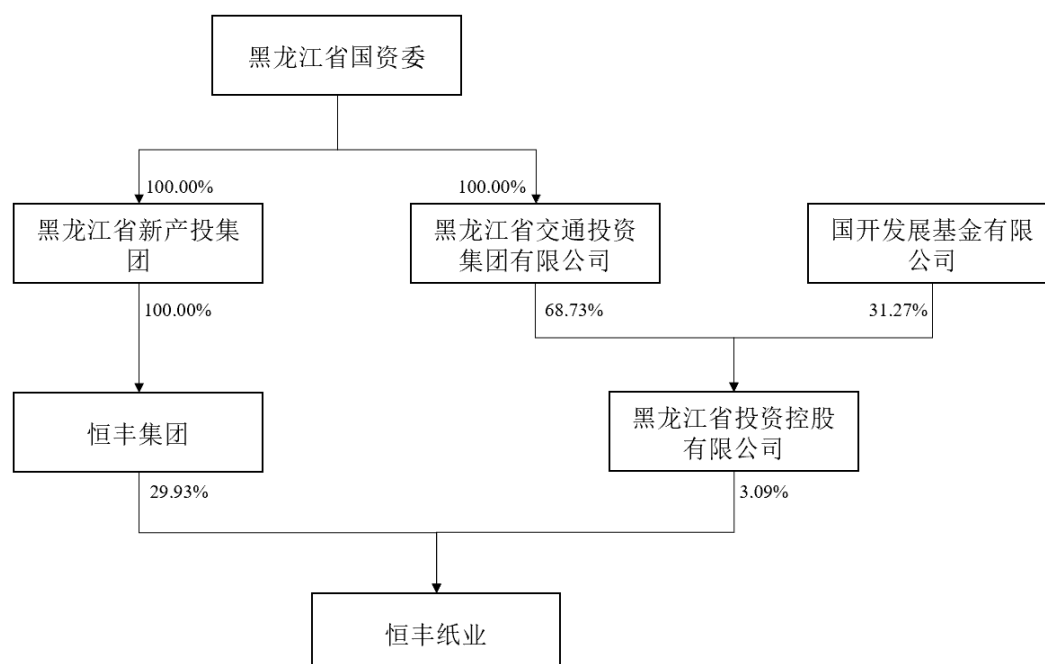 黑龙江省国资委
100.00%
100.00%
黑龙江省新产投集
团
黑龙江省交通投资
集团有限公司
国开发展基金有限
公司
100.00%
68.73%
31.27%
恒丰集团
黑龙江省投资控股
有限公司
29.93%
3.09%
恒丰纸业